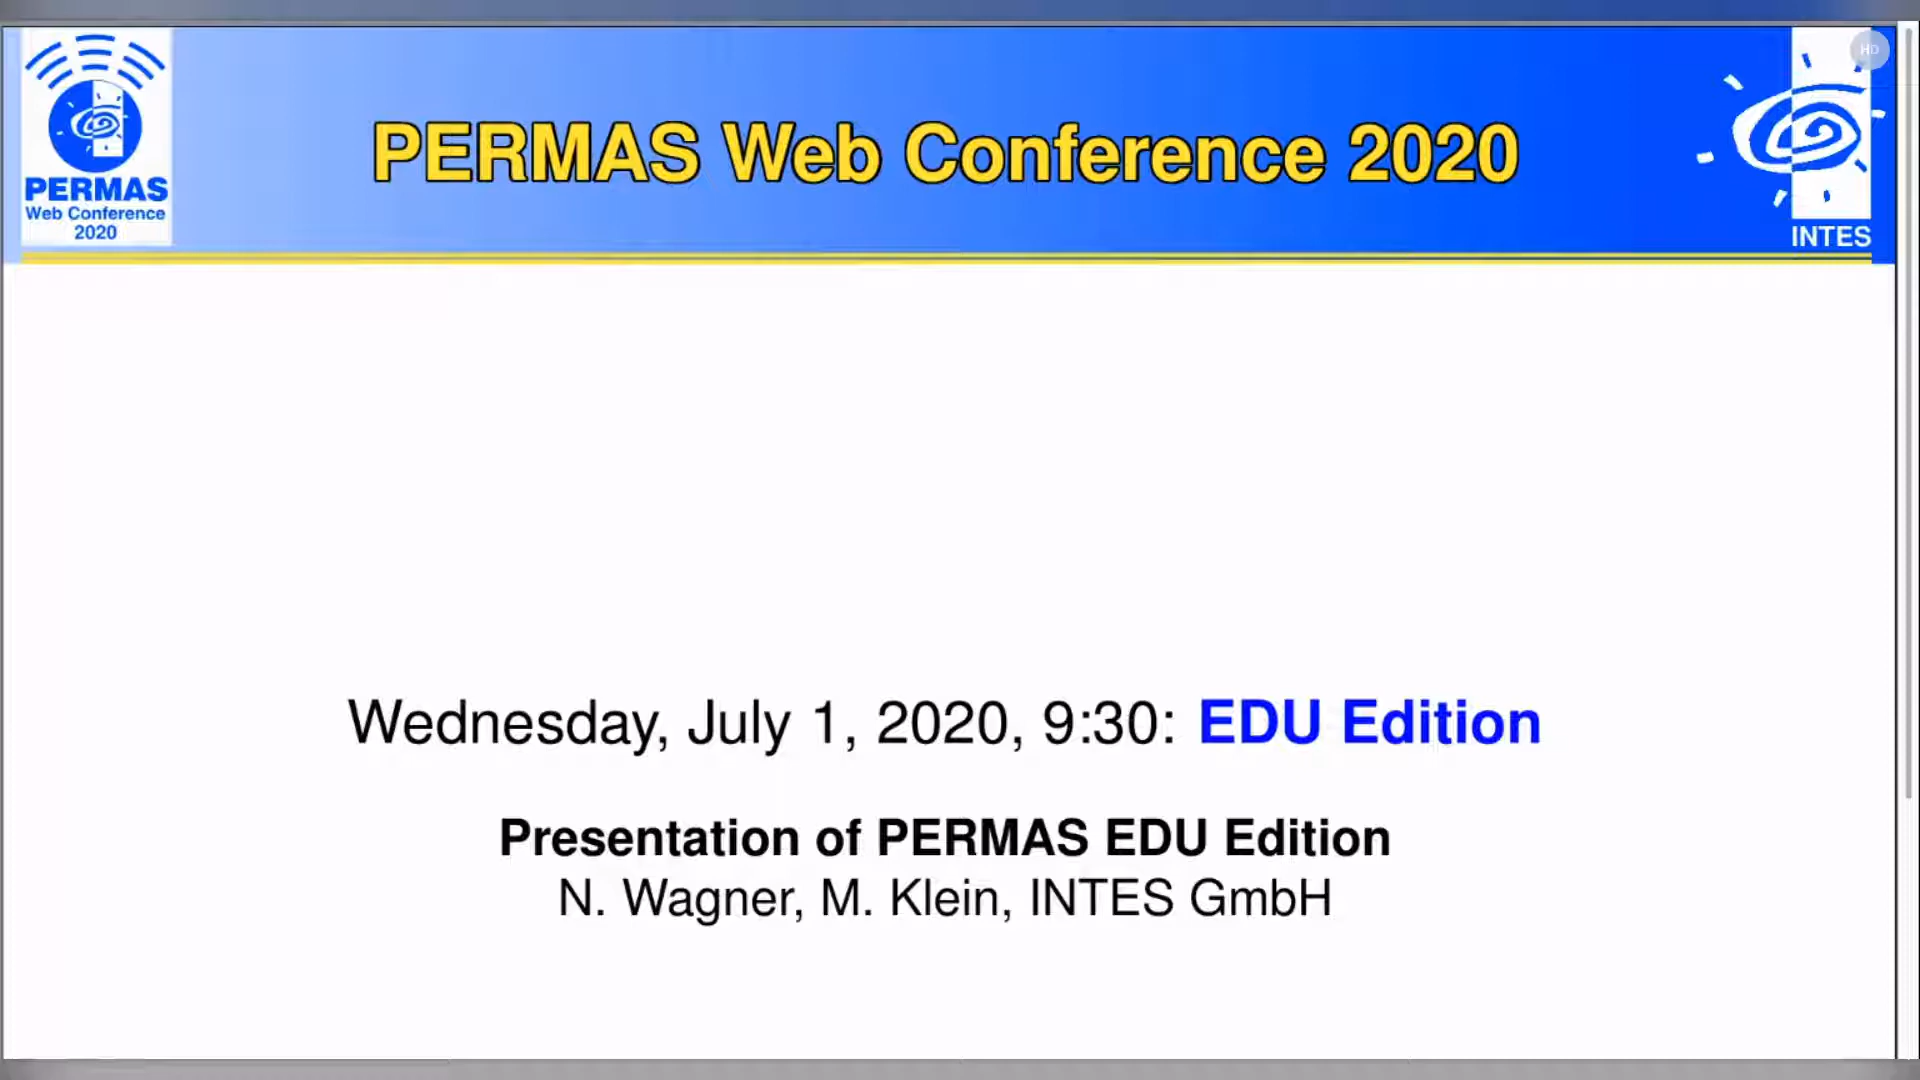 PERMAS Web Conference 2020
PERMAS
Web Conference
2020
HD
INTES
Wednesday, July 1, 2020, 9:30: EDU Edition
Presentation of PERMAS EDU Edition
N. Wagner, M. Klein, INTES GmbH